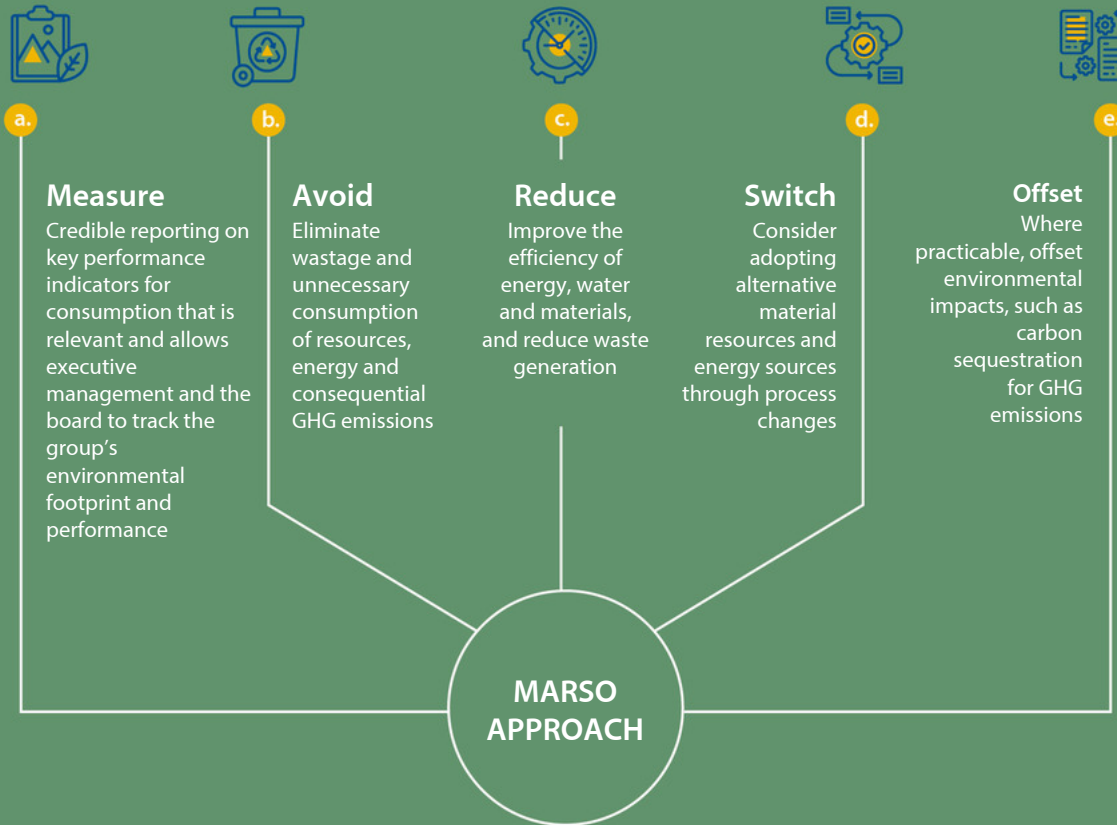 a.
Measure
Credible reporting on
key performance
indicators for
consumption that is
relevant and allows
executive
management and the
board to track the
group’s
environmental
footprint and
performance
b.
Avoid
Eliminate
wastage and
unnecessary
consumption
of resources,
energy and
consequential
GHG emissions
c.
Reduce
Improve the
efficiency of
energy, water
and materials,
and reduce waste
generation
d.
Switch
Consider
adopting
alternative
material
resources and
energy sources
through process
changes
e.
Offset
Where
practicable, offset
environmental
impacts, such as
carbon
sequestration
for GHG
emissions
MARSO
APPROACH